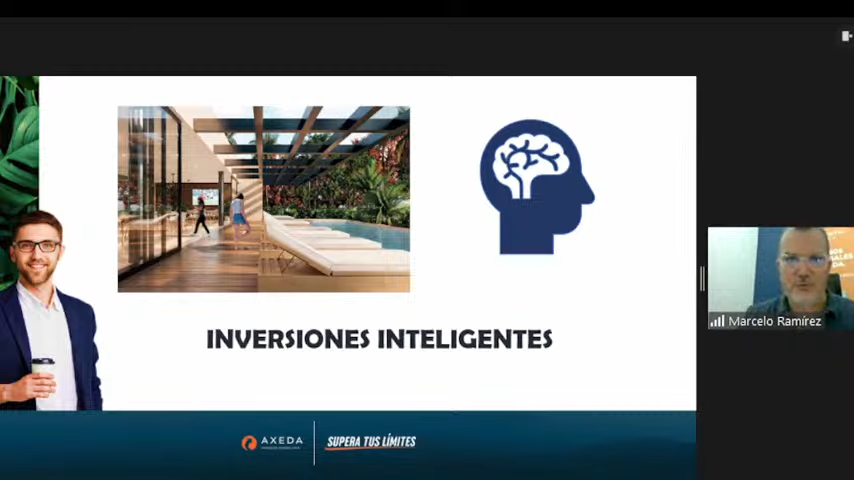 INVERSIONES INTELIGENTES
AXEDA
SUPERA TUS LÍMITES
Marcelo Ramírez